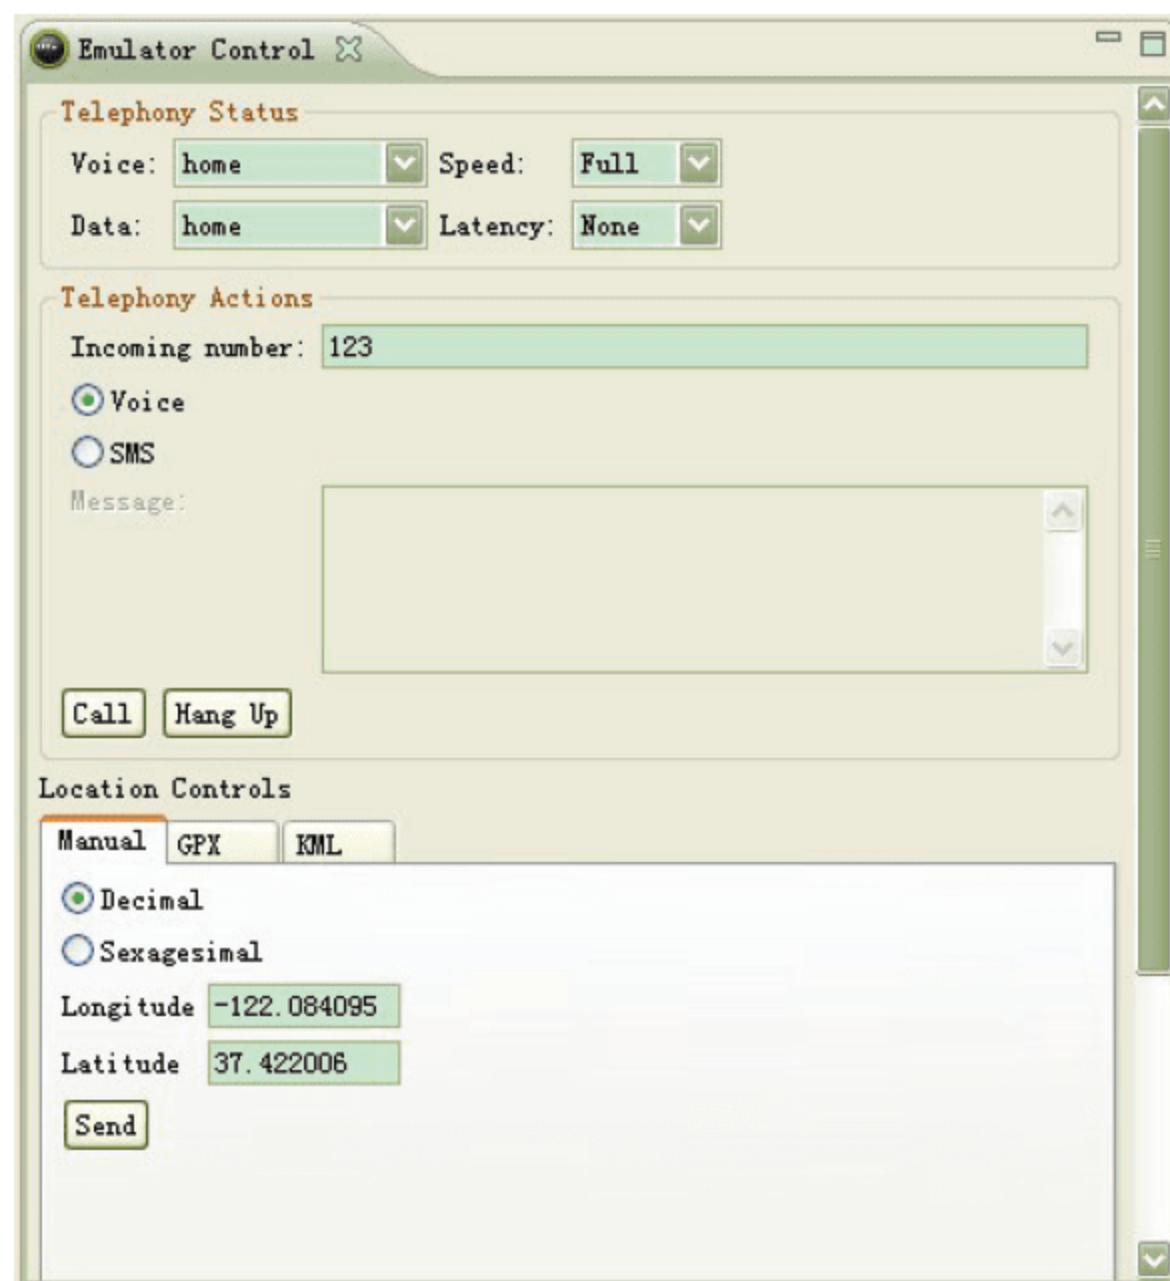 Emulator Control
Telephony Status
Voice: home Speed: Full
Data: home Latency: None
Telephony Actions
Incoming number: 123
Voice
SMS
Message:
Call Hang Up
Location Controls
Manual GPX KML
Decimal
Sexagesimal
Longitude -122.084095
Latitude 37.422006
Send